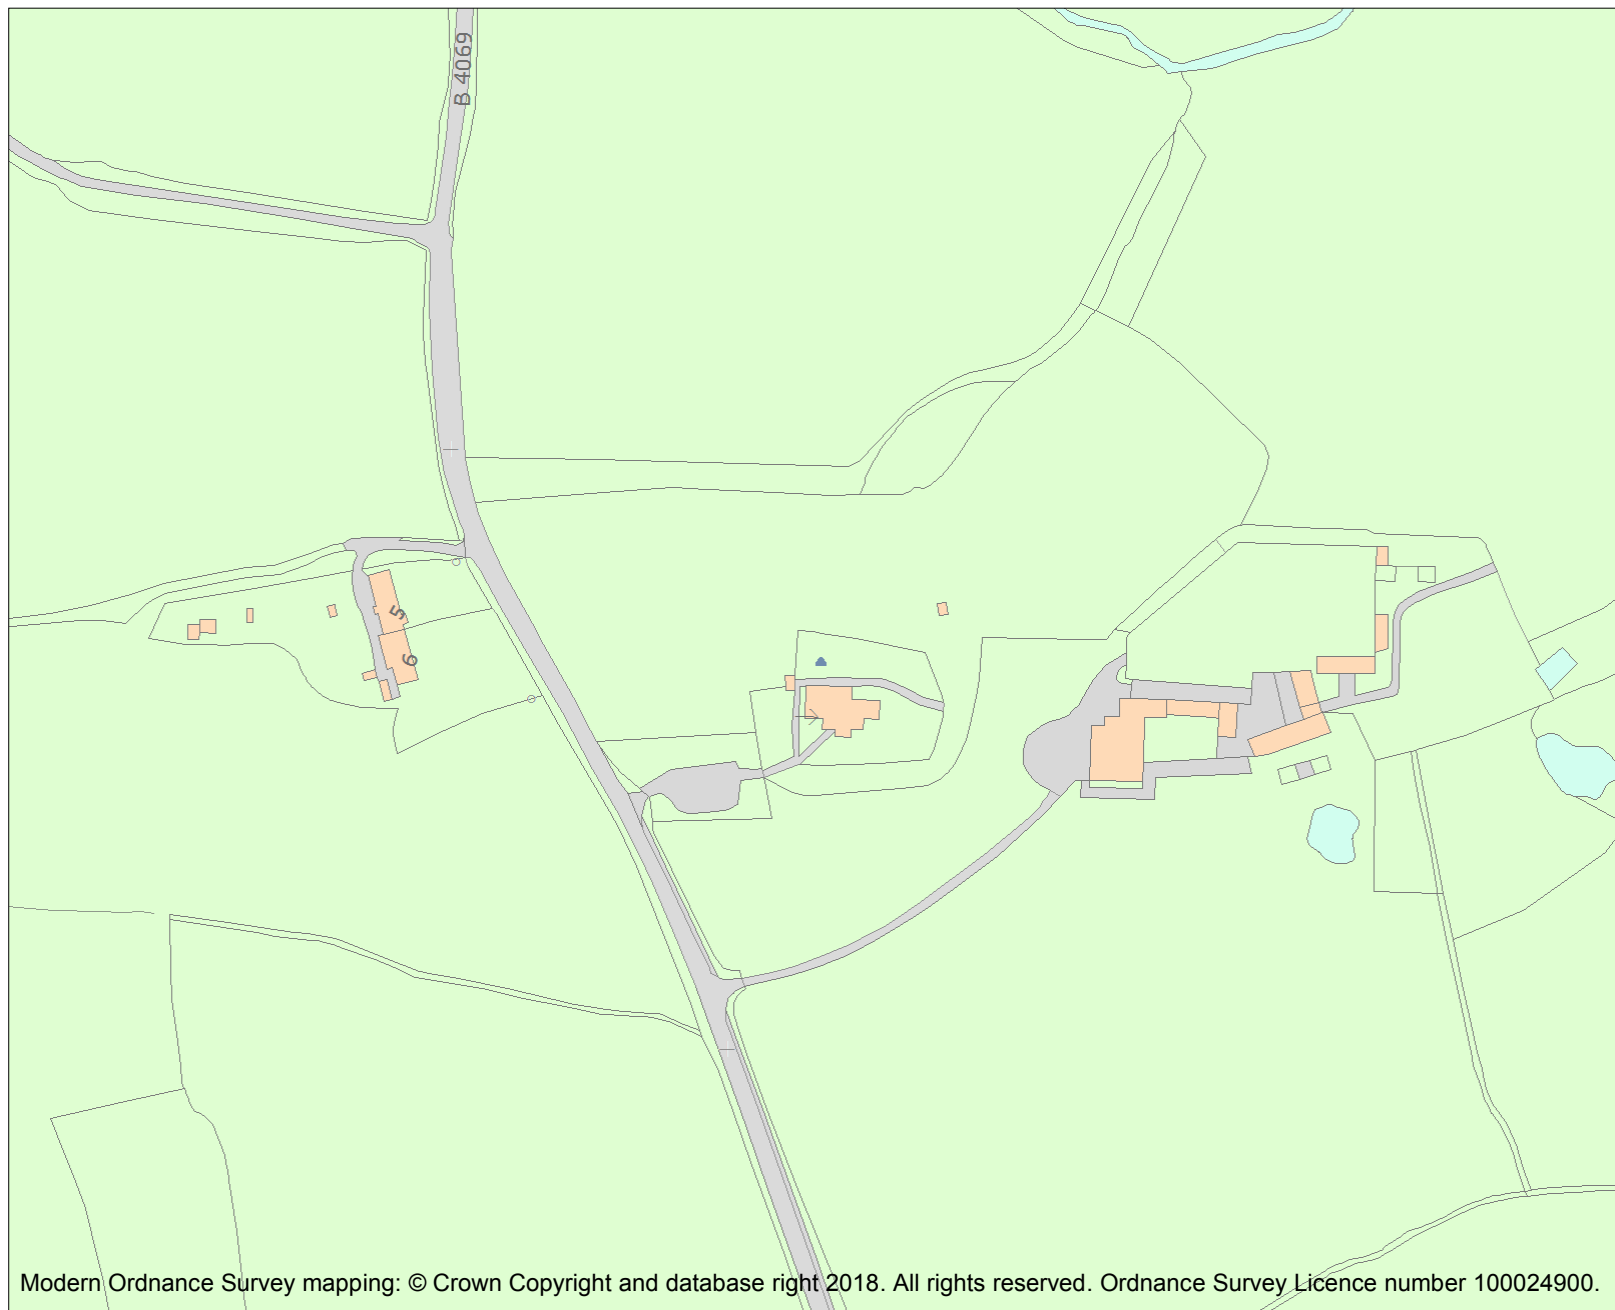 B 4069
5
6
Modern Ordnance Survey mapping: © Crown Copyright and database right 2018. All rights reserved. Ordnance Survey Licence number 100024900.